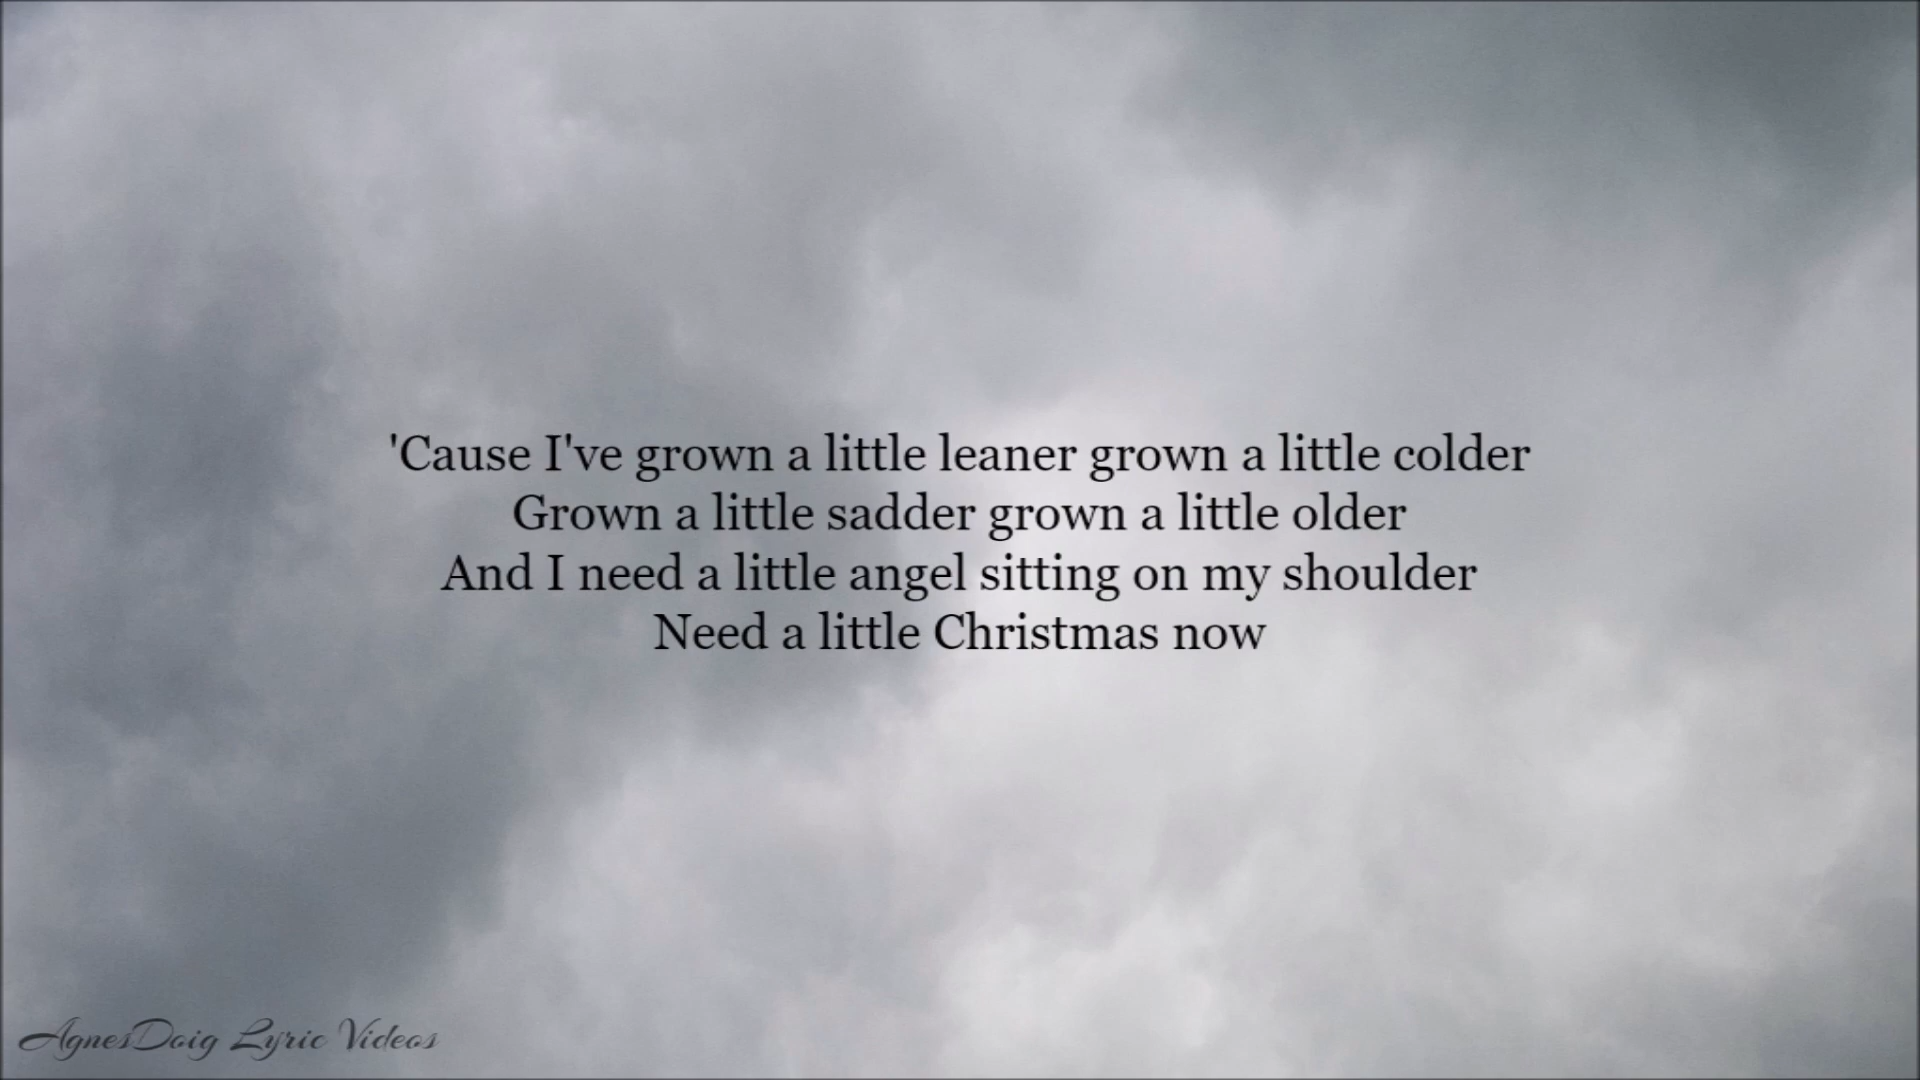 'Cause I've grown a little leaner grown a little colder
Grown a little sadder grown a little older
And I need a little angel sitting on my shoulder
Need a little Christmas now
AgnesDoig Lyric Videos